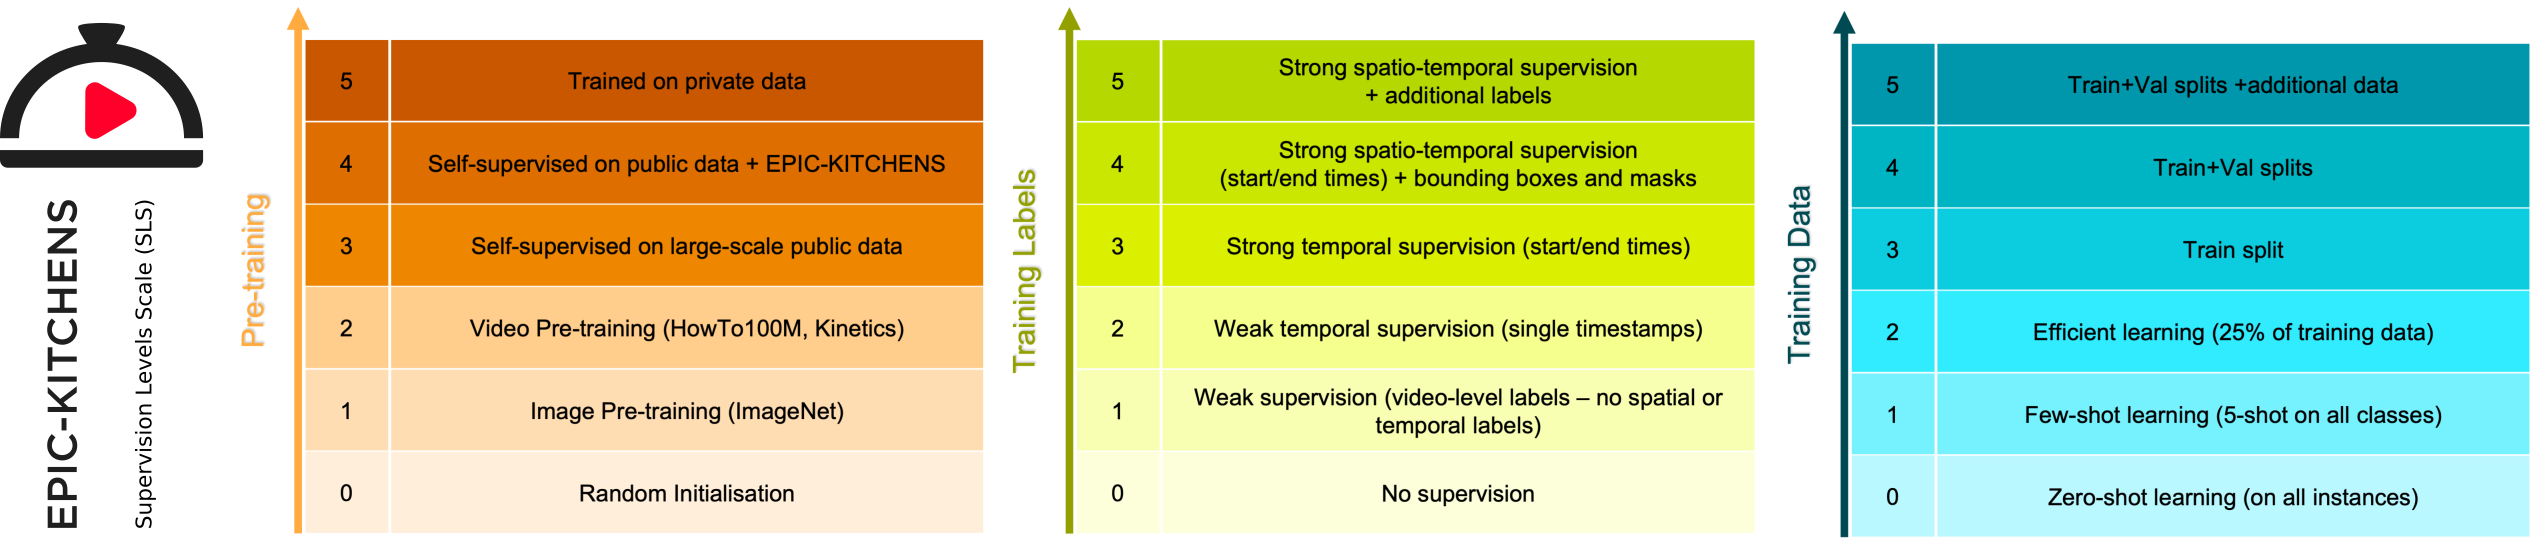 EPIC-KITCHENS
Supervision Levels Scale (SLS)
Pre-training
5 Trained on private data
4 Self-supervised on public data + EPIC-KITCHENS
3 Self-supervised on large-scale public data
2 Video Pre-training (HowTo100M, Kinetics)
1 Image Pre-training (ImageNet)
0 Random Initialisation
Training Labels
5 Strong spatio-temporal supervision
+ additional labels
4 Strong spatio-temporal supervision
(start/end times) + bounding boxes and masks
3 Strong temporal supervision (start/end times)
2 Weak temporal supervision (single timestamps)
1 Weak supervision (video-level labels – no spatial or
temporal labels)
0 No supervision
Training Data
5 Train+Val splits +additional data
4 Train+Val splits
3 Train split
2 Efficient learning (25% of training data)
1 Few-shot learning (5-shot on all classes)
0 Zero-shot learning (on all instances)